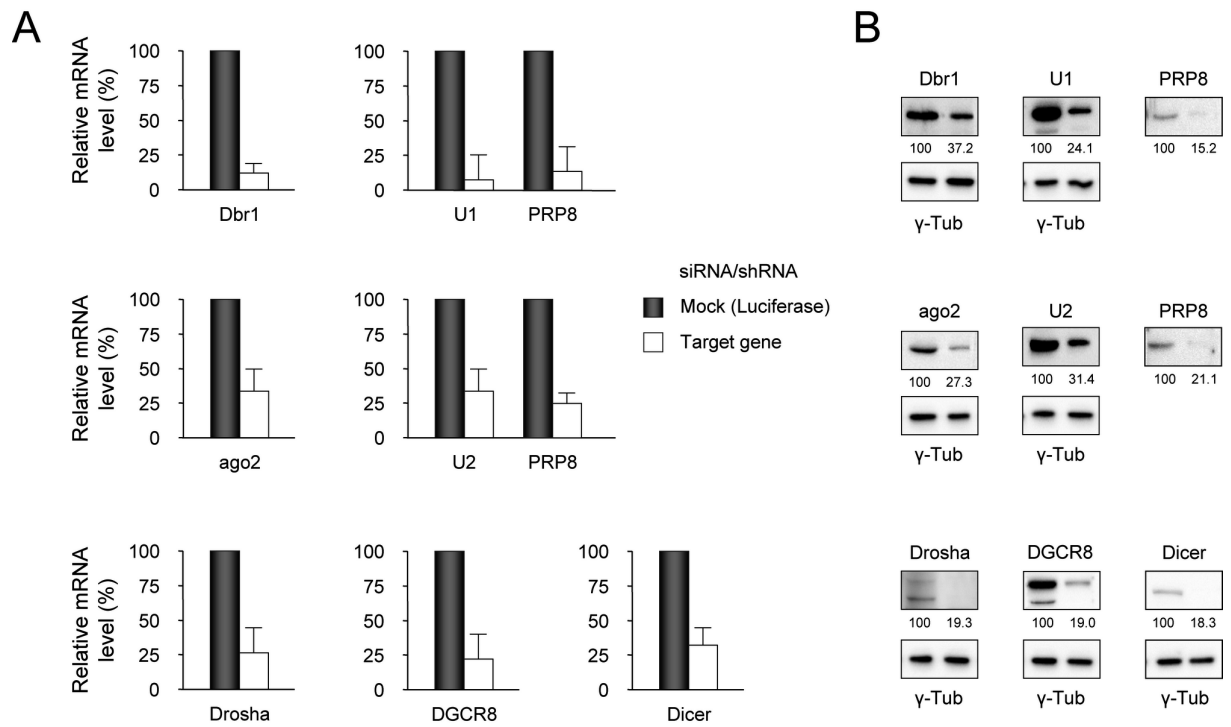 A
B
Relative mRNA
level (%)
100
75
50
25
0
Dbr1
100
75
50
25
0
U1 PRP8
Dbr1 U1 PRP8
100 37.2 100 24.1 100 15.2
γ-Tub γ-Tub
Relative mRNA
level (%)
100
75
50
25
0
ago2
100
75
50
25
0
U2 PRP8
siRNA/shRNA
Mock (Luciferase)
Target gene
ago2 U2 PRP8
100 27.3 100 31.4 100 21.1
γ-Tub γ-Tub
Relative mRNA
level (%)
100
75
50
25
0
Drosha
100
75
50
25
0
DGCR8
100
75
50
25
0
Dicer
Drosha DGCR8 Dicer
100 19.3 100 19.0 100 18.3
γ-Tub γ-Tub γ-Tub